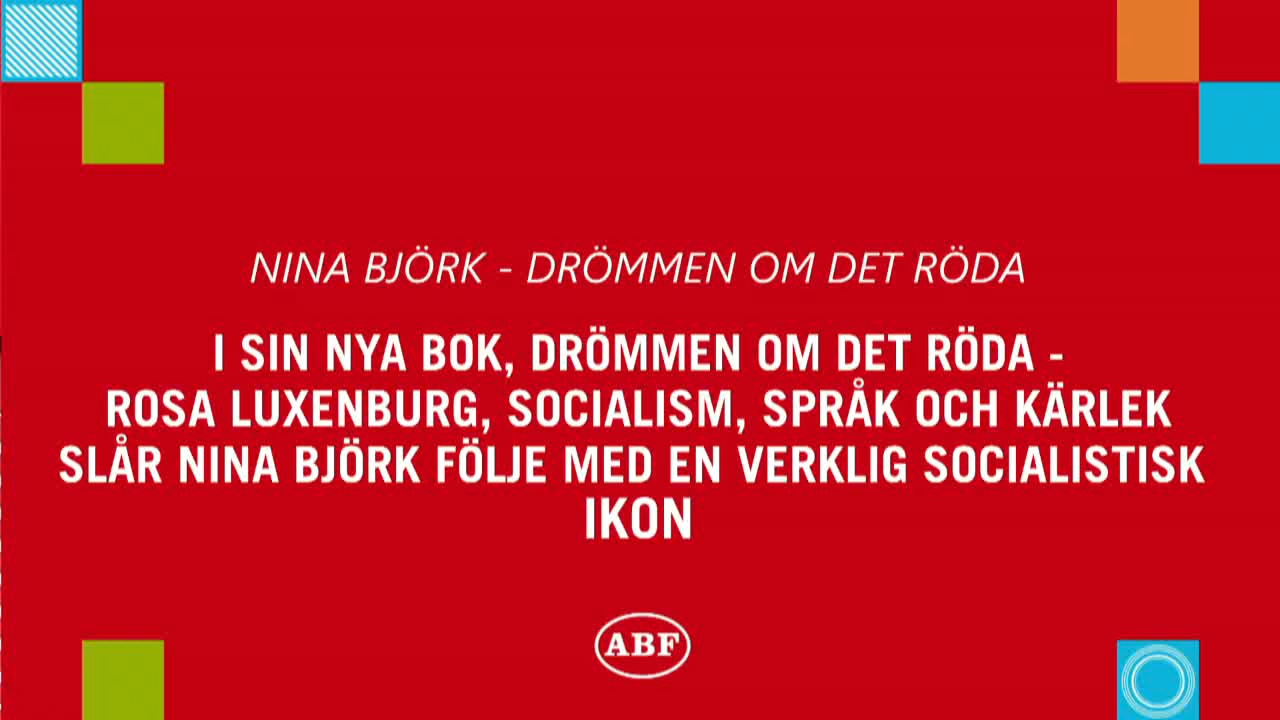 NINA BJÖRK - DRÖMMEN OM DET RÖDA
I SIN NYA BOK, DRÖMMEN OM DET RÖDA -
ROSA LUXENBURG, SOCIALISM, SPRÅK OCH KÄRLEK
SLÅR NINA BJÖRK FÖLJE MED EN VERKLIG SOCIALISTISK
IKON
ABF